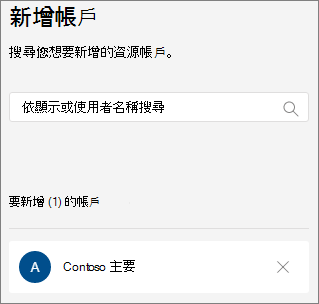 新增帳戶
搜尋您想要新增的資源帳戶。
依顯示或使用者名稱搜尋
要新增 (1) 的帳戶
A
Contoso 主要